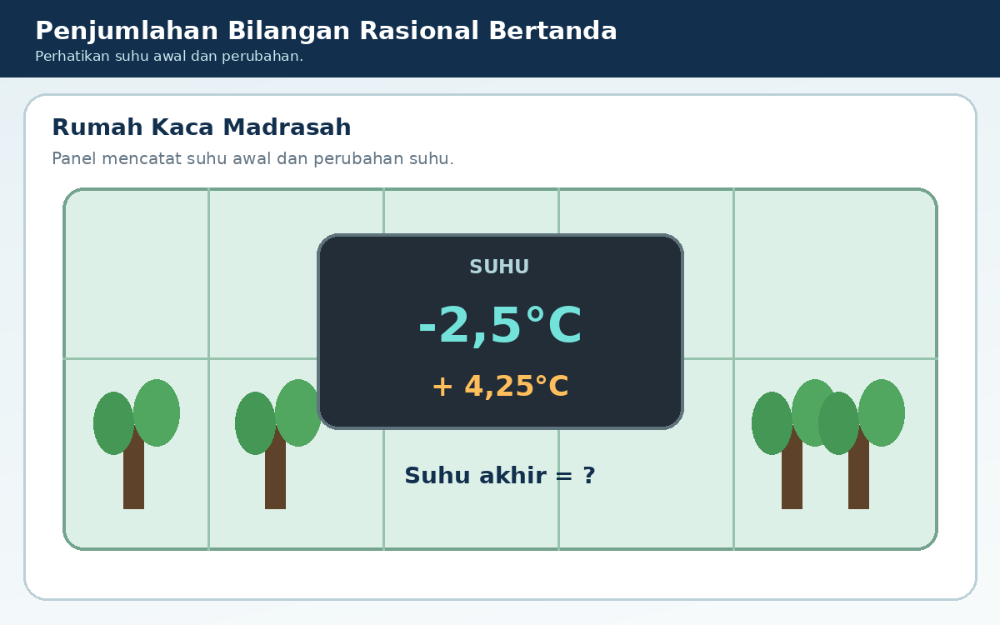 Penjumlahan Bilangan Rasional Bertanda
Perhatikan suhu awal dan perubahan.
Rumah Kaca Madrasah
Panel mencatat suhu awal dan perubahan suhu.
SUHU
-2,5°C
+ 4,25°C
Suhu akhir = ?